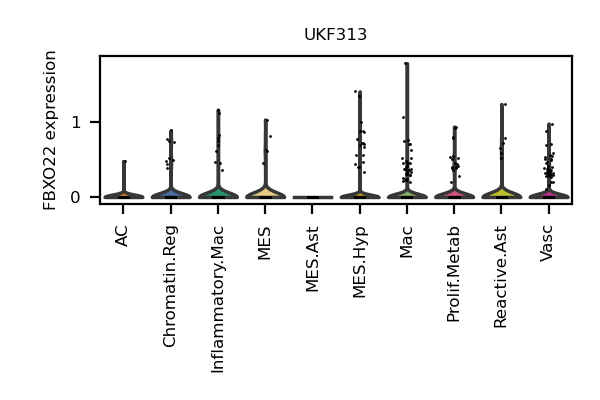 UKF313
FBXO22 expression
1
0
AC
Chromatin.Reg
Inflammatory.Mac
MES
MES.Ast
MES.Hyp
Mac
Prolif.Metab
Reactive.Ast
Vasc